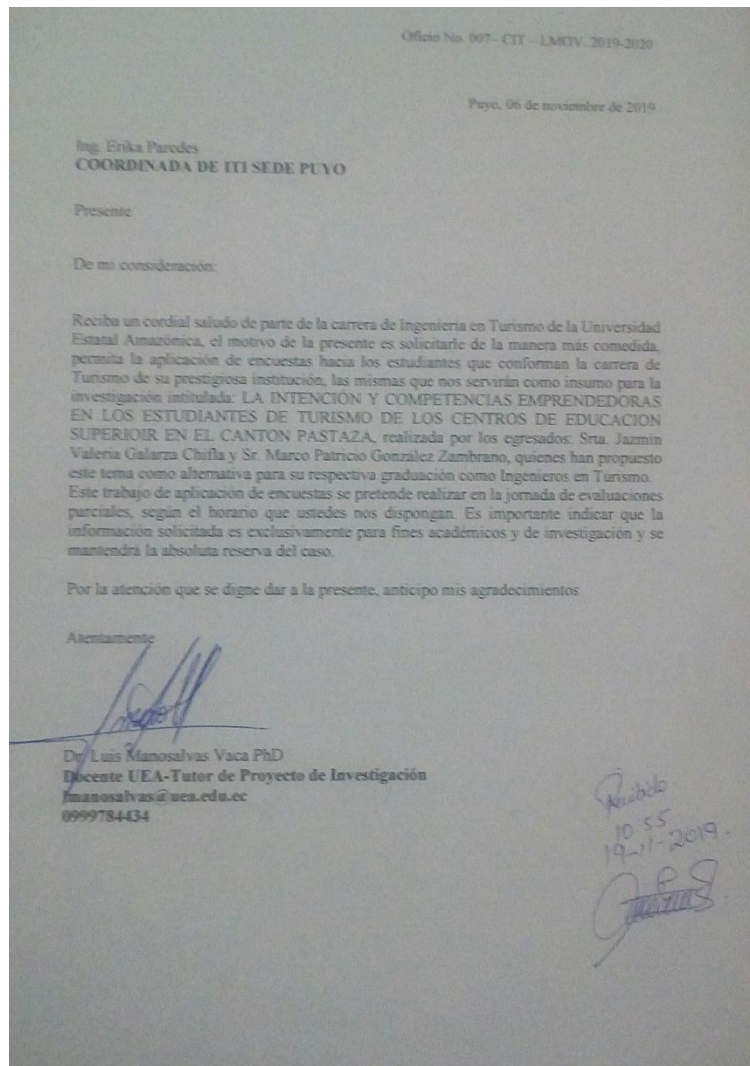 Oficio No. 007- CIT – LMOV. 2019-2020
Puyo, 06 de noviembre de 2019
Ing. Erika Paredes
COORDINADA DE ITI SEDE PUYO
Presente
De mi consideración:
Reciba un cordial saludo de parte de la carrera de Ingeniería en Turismo de la Universidad
Estatal Amazónica, el motivo de la presente es solicitarle de la manera más comedida,
permita la aplicación de encuestas hacia los estudiantes que conforman la carrera de
Turismo de su prestigiosa institución, las mismas que nos servirán como insumo para la
investigación intitulada: LA INTENCIÓN Y COMPETENCIAS EMPRENDEDORAS
EN LOS ESTUDIANTES DE TURISMO DE LOS CENTROS DE EDUCACION
SUPERIOIR EN EL CANTON PASTAZA, realizada por los egresados: Srta. Jazmin
Valeria Galarza Chifla y Sr. Marco Patricio González Zambrano, quienes han propuesto
este tema como alternativa para su respectiva graduación como Ingenieros en Turismo.
Este trabajo de aplicación de encuestas se pretende realizar en la jornada de evaluaciones
parciales, según el horario que ustedes nos dispongan. Es importante indicar que la
información solicitada es exclusivamente para fines académicos y de investigación y se
mantendrá la absoluta reserva del caso.
Por la atención que se digne dar a la presente, anticipo mis agradecimientos
Atentamente
Dr. Luis Manosalvas Vaca PhD
Docente UEA-Tutor de Proyecto de Investigación
lmanosalvas@uea.edu.ec
0999784434
Recibido
10 55
19-11-2019.